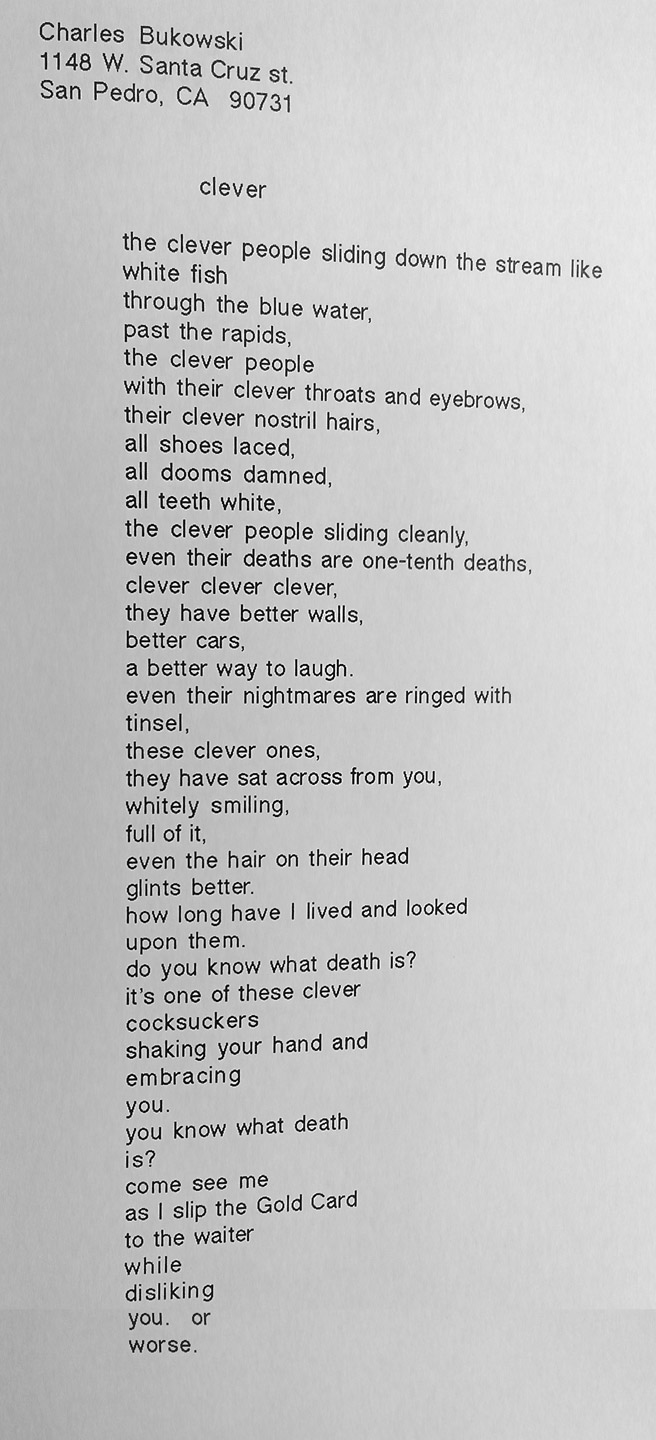 Charles Bukowski
1148 W. Santa Cruz st.
San Pedro, CA 90731
clever
the clever people sliding down the stream like
white fish
through the blue water,
past the rapids,
the clever people
with their clever throats and eyebrows,
their clever nostril hairs,
all shoes laced,
all dooms damned,
all teeth white,
the clever people sliding cleanly,
even their deaths are one-tenth deaths,
clever clever clever,
they have better walls,
better cars,
a better way to laugh.
even their nightmares are ringed with
tinsel,
these clever ones,
they have sat across from you,
whitely smiling,
full of it,
even the hair on their head
glints better.
how long have I lived and looked
upon them.
do you know what death is?
it's one of these clever
cocksuckers
shaking your hand and
embracing
you.
you know what death
is?
come see me
as I slip the Gold Card
to the waiter
while
disliking
you. or
worse.